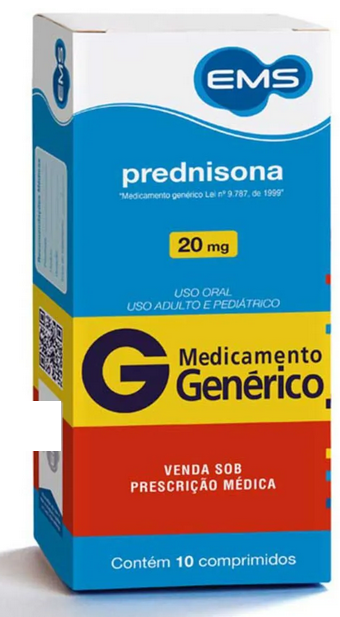 EMS
prednisona
"Medicamento genérico Lei nº 9.787, de 1999"
20 mg
USO ORAL
USO ADULTO E PEDIÁTRICO
G Medicamento
Genérico
VENDA SOB
PRESCRIÇÃO MÉDICA
Contém 10 comprimidos
EMS